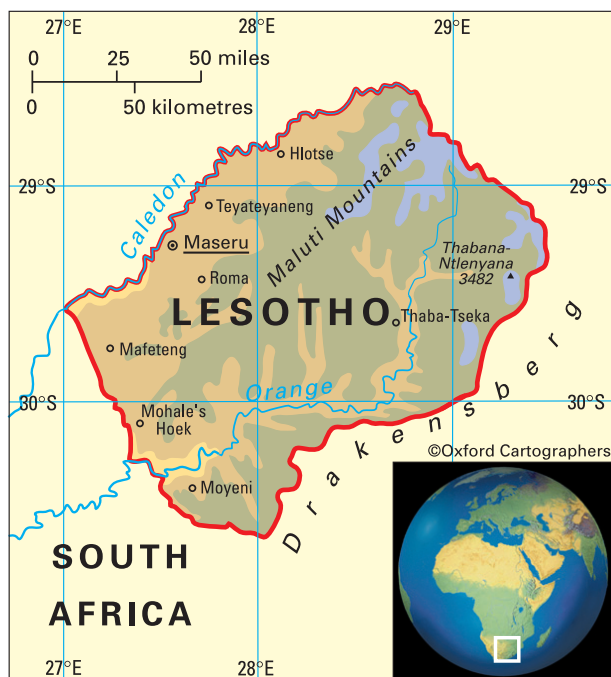 27°E
28°E
29°E
0
25
50 miles
0
50 kilometres
Hlotse
29°S
29°S
Maluti Mountains
Caledon
Teyateyaneng
Maseru
Thabana-
Ntlenyana
3482
Roma
LESOTHO
Thaba-Tseka
Mafeteng
Orange
30°S
30°S
Mohale's
Hoek
Drakensberg
©Oxford Cartographers
Moyeni
SOUTH
AFRICA
27°E
28°E